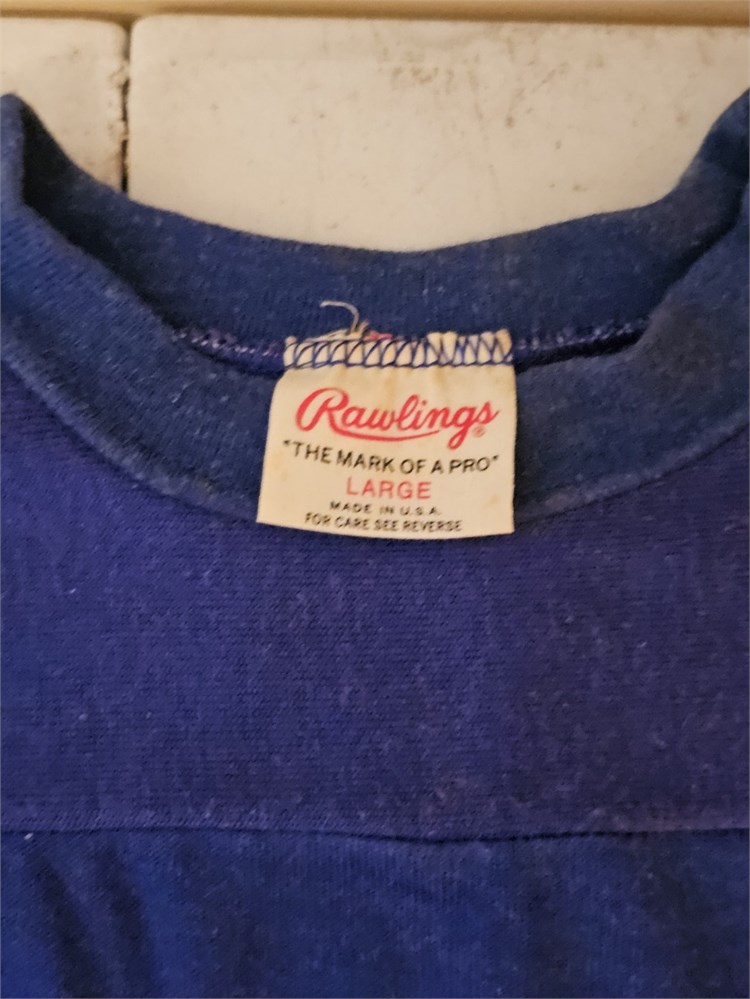 Rawlings®
"THE MARK OF A PRO"
LARGE
MADE IN U.S.A.
FOR CARE SEE REVERSE